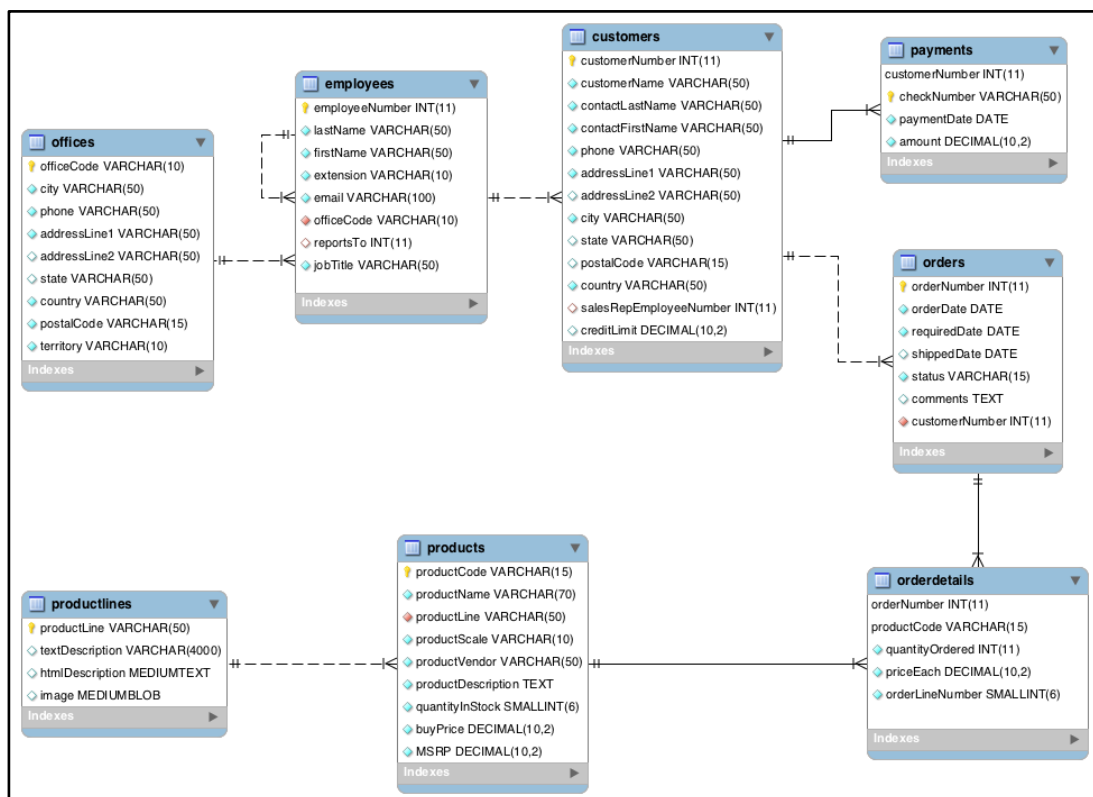 offices
officeCode VARCHAR(10)
city VARCHAR(50)
phone VARCHAR(50)
addressLine1 VARCHAR(50)
addressLine2 VARCHAR(50)
state VARCHAR(50)
country VARCHAR(50)
postalCode VARCHAR(15)
territory VARCHAR(10)
Indexes
employees
employeeNumber INT(11)
lastName VARCHAR(50)
firstName VARCHAR(50)
extension VARCHAR(10)
email VARCHAR(100)
officeCode VARCHAR(10)
reportsTo INT(11)
jobTitle VARCHAR(50)
Indexes
customers
customerNumber INT(11)
customerName VARCHAR(50)
contactLastName VARCHAR(50)
contactFirstName VARCHAR(50)
phone VARCHAR(50)
addressLine1 VARCHAR(50)
addressLine2 VARCHAR(50)
city VARCHAR(50)
state VARCHAR(50)
postalCode VARCHAR(15)
country VARCHAR(50)
salesRepEmployeeNumber INT(11)
creditLimit DECIMAL(10,2)
Indexes
payments
customerNumber INT(11)
checkNumber VARCHAR(50)
paymentDate DATE
amount DECIMAL(10,2)
Indexes
orders
orderNumber INT(11)
orderDate DATE
requiredDate DATE
shippedDate DATE
status VARCHAR(15)
comments TEXT
customerNumber INT(11)
Indexes
productlines
productLine VARCHAR(50)
textDescription VARCHAR(4000)
htmlDescription MEDIUMTEXT
image MEDIUMBLOB
Indexes
products
productCode VARCHAR(15)
productName VARCHAR(70)
productLine VARCHAR(50)
productScale VARCHAR(10)
productVendor VARCHAR(50)
productDescription TEXT
quantityInStock SMALLINT(6)
buyPrice DECIMAL(10,2)
MSRP DECIMAL(10,2)
Indexes
orderdetails
orderNumber INT(11)
productCode VARCHAR(15)
quantityOrdered INT(11)
priceEach DECIMAL(10,2)
orderLineNumber SMALLINT(6)
Indexes